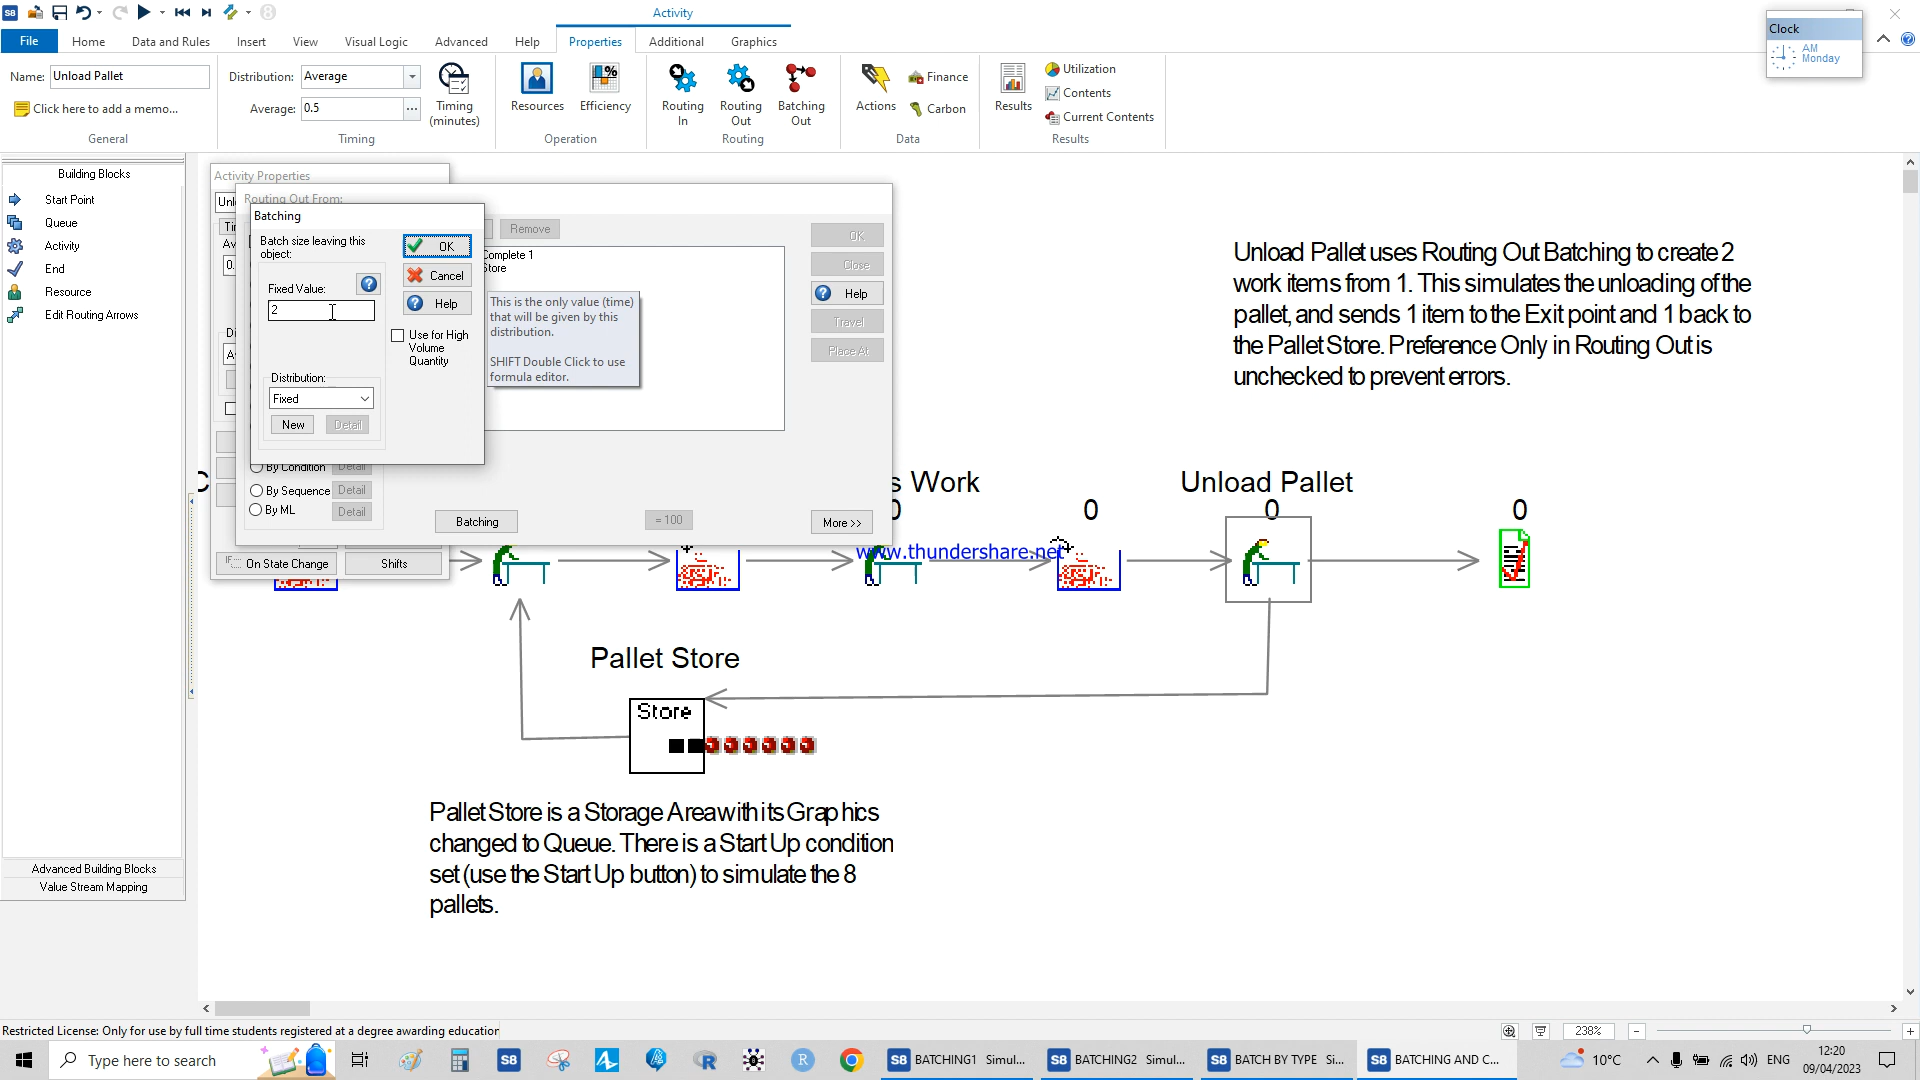 Activity
File
Home
Data and Rules
Insert
View
Visual Logic
Advanced
Help
Properties
Additional
Graphics
Clock
AM
Monday
Name: Unload Pallet
Click here to add a memo...
General
Distribution: Average
Average: 0.5
Timing
(minutes)
Timing
Resources
Efficiency
Operation
Routing
In
Routing
Out
Batching
Out
Routing
Actions
Finance
Carbon
Data
Results
Utilization
Contents
Current Contents
Results
Building Blocks
Start Point
Queue
Activity
End
Resource
Edit Routing Arrows
Advanced Building Blocks
Value Stream Mapping
Activity Properties
Routing Out From:
Batching
Batch size leaving this
object:
OK
Cancel
Help
Fixed Value:
2
Use for High
Volume
Quantity
Distribution:
Fixed
New
Detail
Remove
Complete 1
Store
This is the only value (time)
that will be given by this
distribution.
SHIFT Double Click to use
formula editor.
OK
Close
Help
Travel
Place At
By Condition Detail
By Sequence Detail
By ML Detail
Batching
= 100
More >>
On State Change
Shifts
Unload Pallet uses Routing Out Batching to create 2
work items from 1. This simulates the unloading of the
pallet, and sends 1 item to the Exit point and 1 back to
the Pallet Store. Preference Only in Routing Out is
unchecked to prevent errors.
s Work
Unload Pallet
0
0
0
0
www.thundershare.net
Pallet Store
Store
Pallet Store is a Storage Area with its Graphics
changed to Queue. There is a Start Up condition
set (use the Start Up button) to simulate the 8
pallets.
Restricted License: Only for use by full time students registered at a degree awarding education
238%
Type here to search
BATCHING1 Simul...
BATCHING2 Simul...
BATCH BY TYPE Si...
BATCHING AND C...
10°C
ENG
12:20
09/04/2023